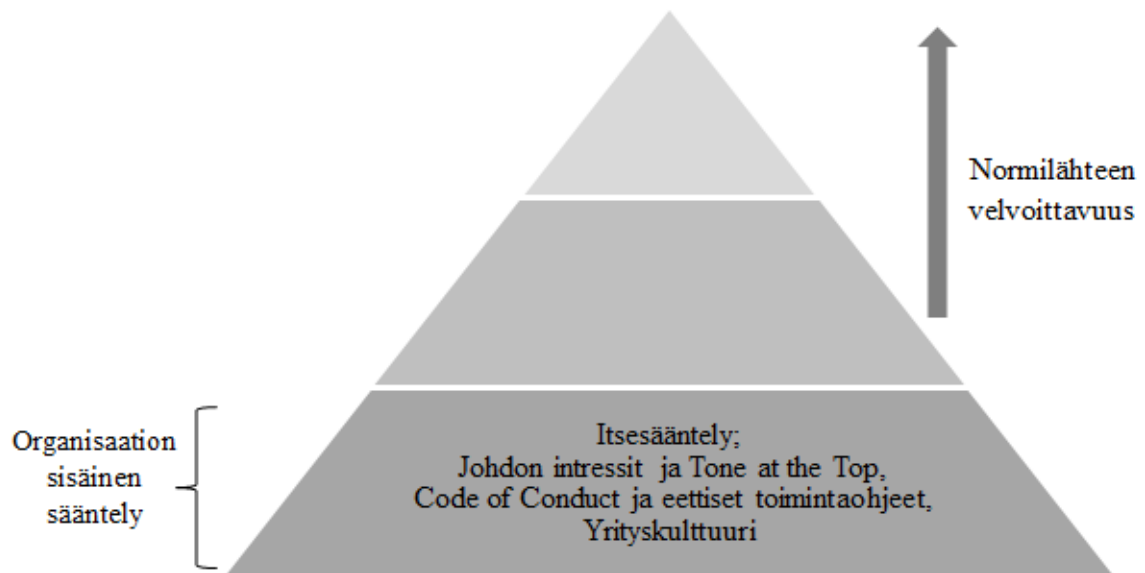 Normilähteen
velvoittavuus
Organisaation
sisäinen
sääntely
Itsesääntely;
Johdon intressit ja Tone at the Top,
Code of Conduct ja eettiset toimintaohjeet,
Yrityskulttuuri